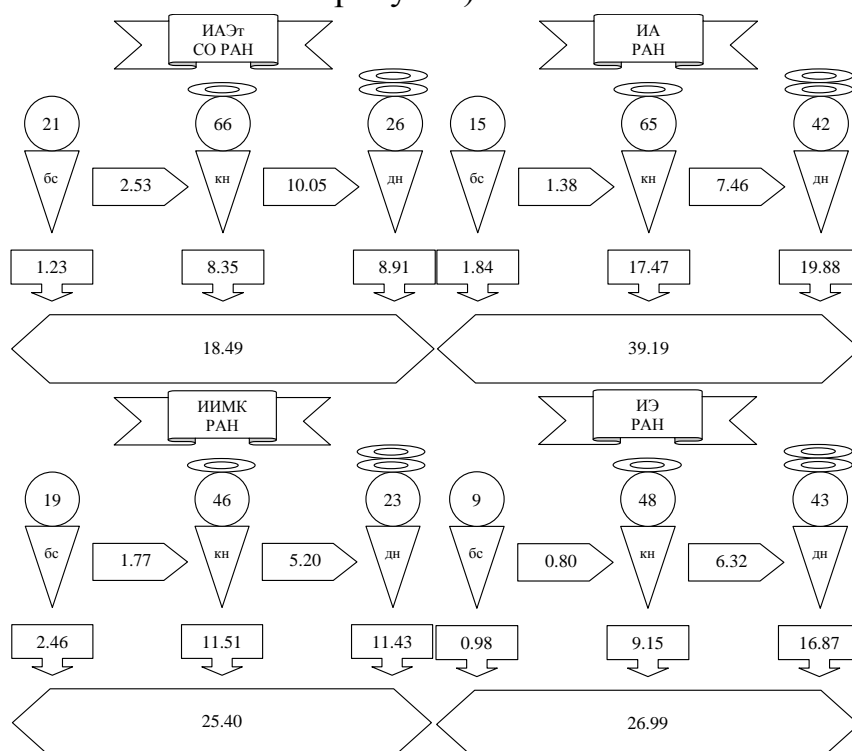 ИАЭт
СО РАН
ИА
РАН
21
66
26
15
65
42
бс
2.53
кн
10.05
дн
бс
1.38
кн
7.46
дн
1.23
8.35
8.91
1.84
17.47
19.88
18.49
39.19
ИИМК
РАН
ИЭ
РАН
19
46
23
9
48
43
бс
1.77
кн
5.20
дн
бс
0.80
кн
6.32
дн
2.46
11.51
11.43
0.98
9.15
16.87
25.40
26.99